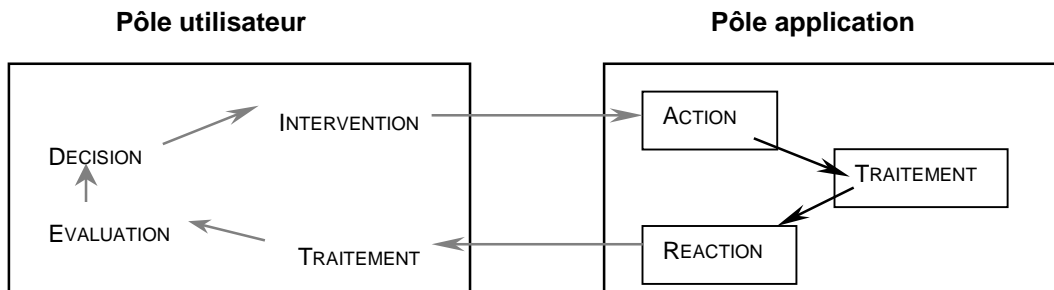 Pôle utilisateur
Pôle application
INTERVENTION
ACTION
DECISION
TRAITEMENT
EVALUATION
TRAITEMENT
REACTION